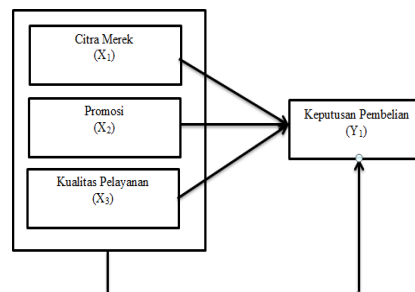 Citra Merek
(X₁)
Promosi
(X₂)
Kualitas Pelayanan
(X₃)
Keputusan Pembelian
(Y₁)